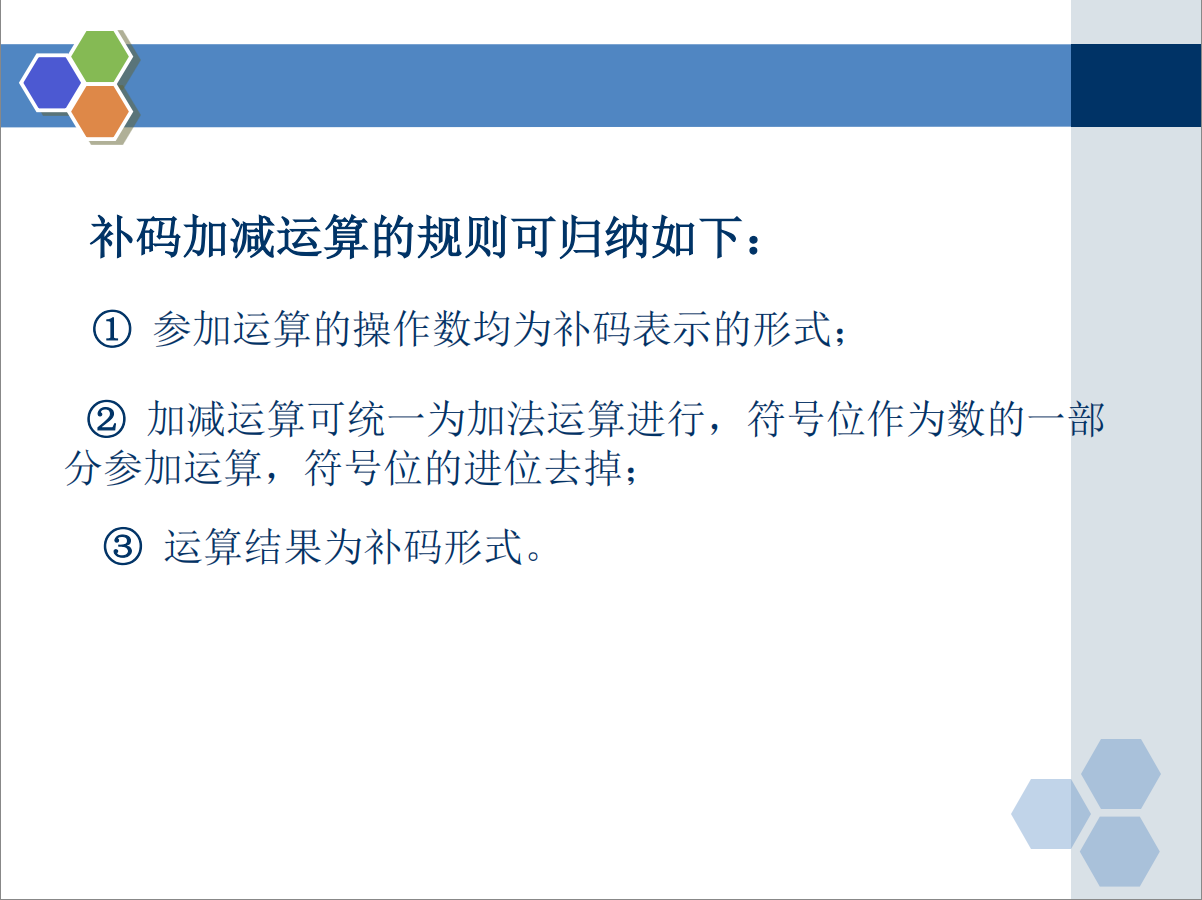 补码加减运算的规则可归纳如下：
① 参加运算的操作数均为补码表示的形式；
② 加减运算可统一为加法运算进行，符号位作为数的一部
分参加运算，符号位的进位去掉；
③ 运算结果为补码形式。